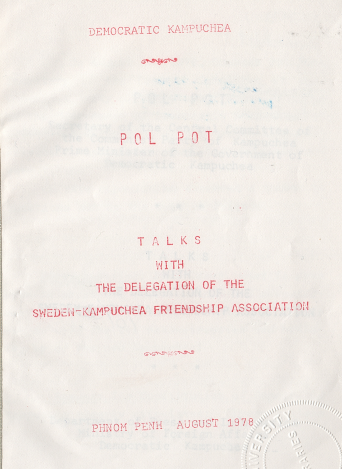 DEMOCRATIC KAMPUCHEA
POL POT
TALKS
WITH
THE DELEGATION OF THE
SWEDEN-KAMPUCHEA FRIENDSHIP ASSOCIATION
PHNOM PENH AUGUST 1978